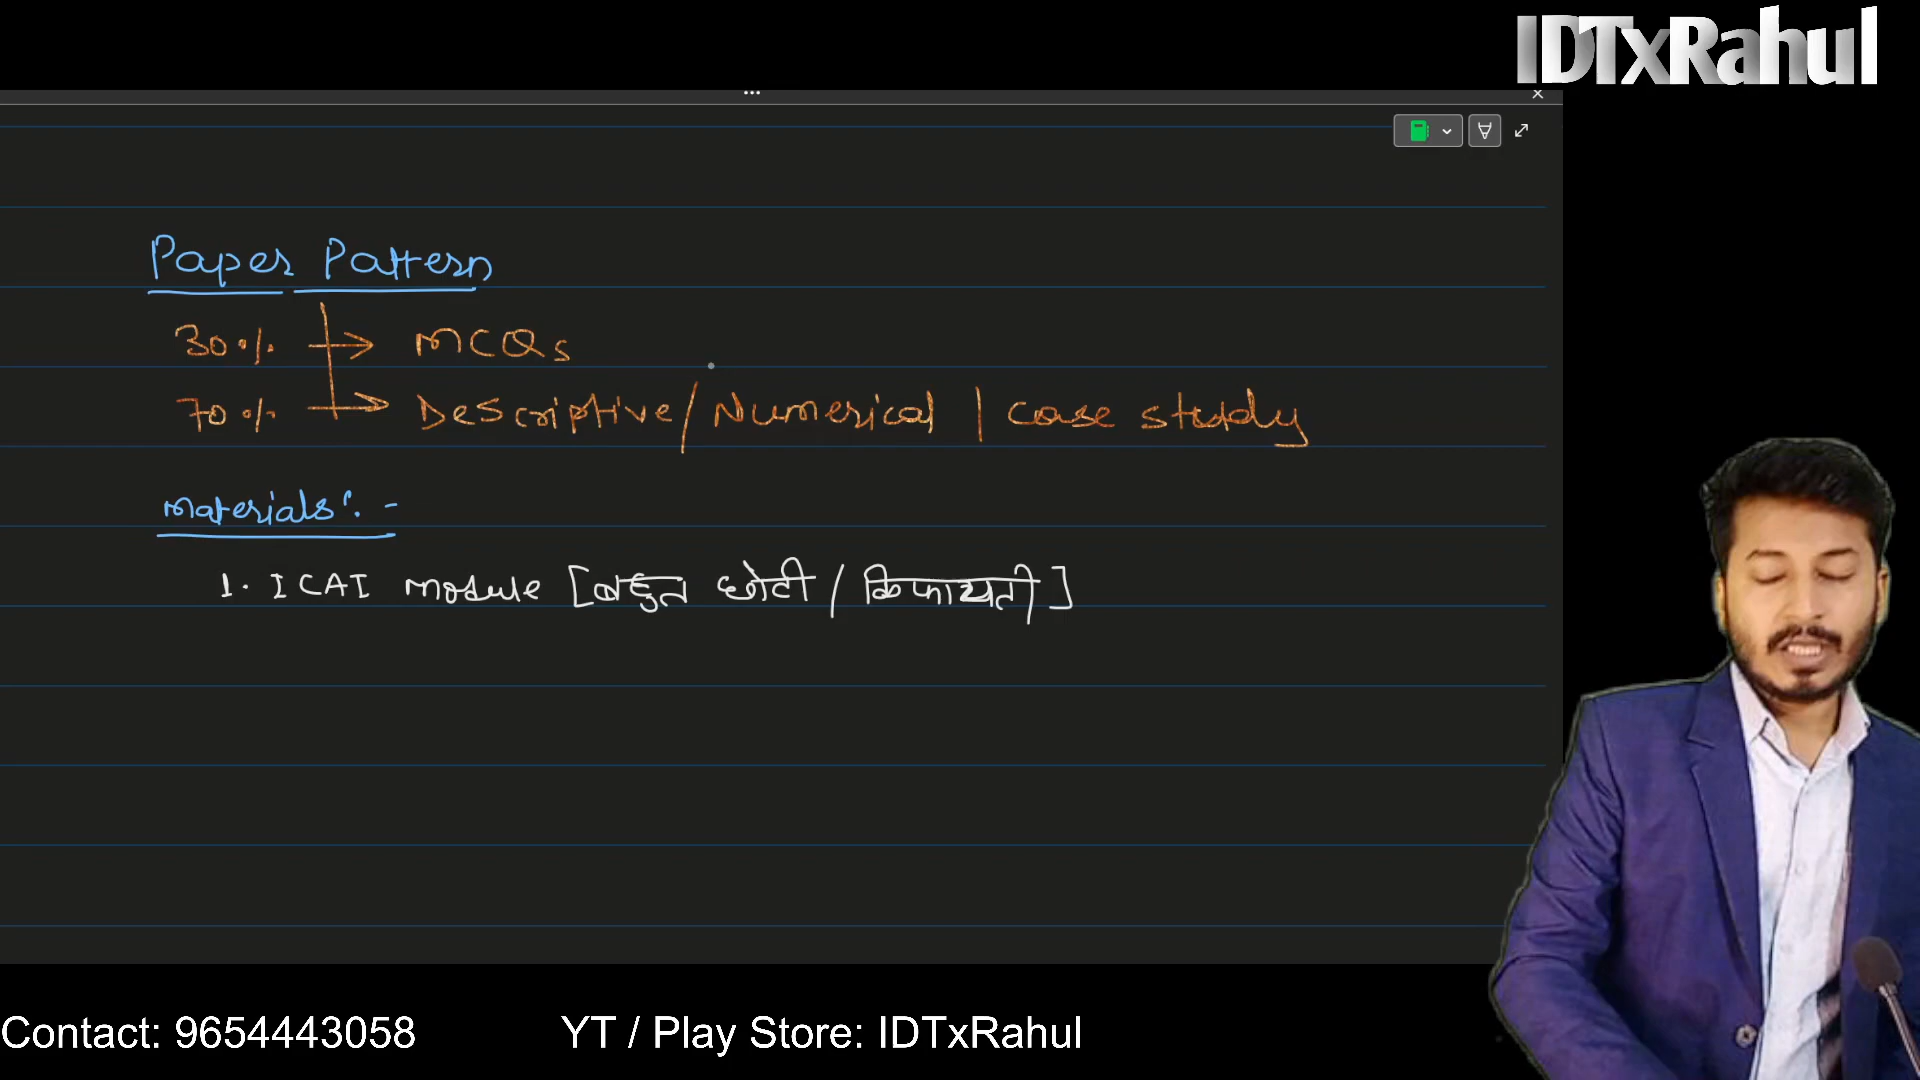 IDTxRahul
Paper Pattern
30% → MCQs
70% → Descriptive/Numerical | Case study
Materials:-
1. ICAI Module [बहुत छोटी / किफायती]
Contact: 9654443058 YT / Play Store: IDTxRahul